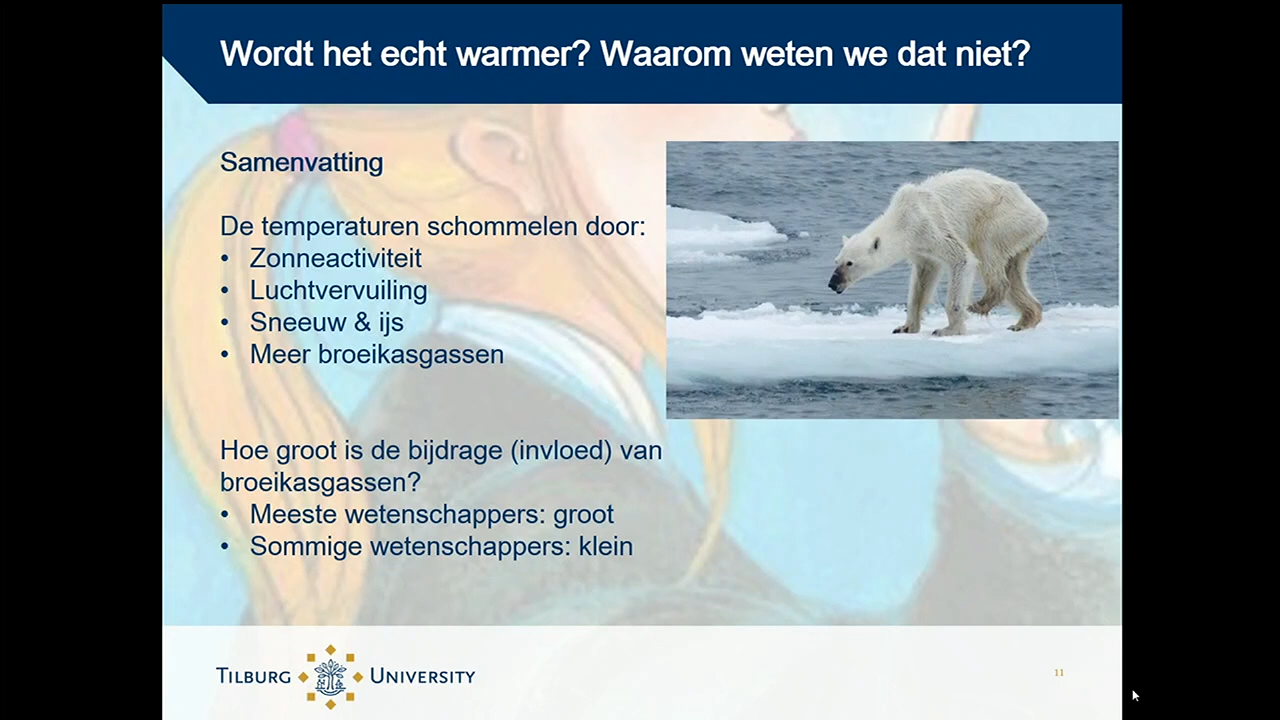 Wordt het echt warmer? Waarom weten we dat niet?
Samenvatting
De temperaturen schommelen door:
• Zonneactiviteit
• Luchtvervuiling
• Sneeuw & ijs
• Meer broeikasgassen
Hoe groot is de bijdrage (invloed) van
broeikasgassen?
• Meeste wetenschappers: groot
• Sommige wetenschappers: klein
TILBURG UNIVERSITY
11